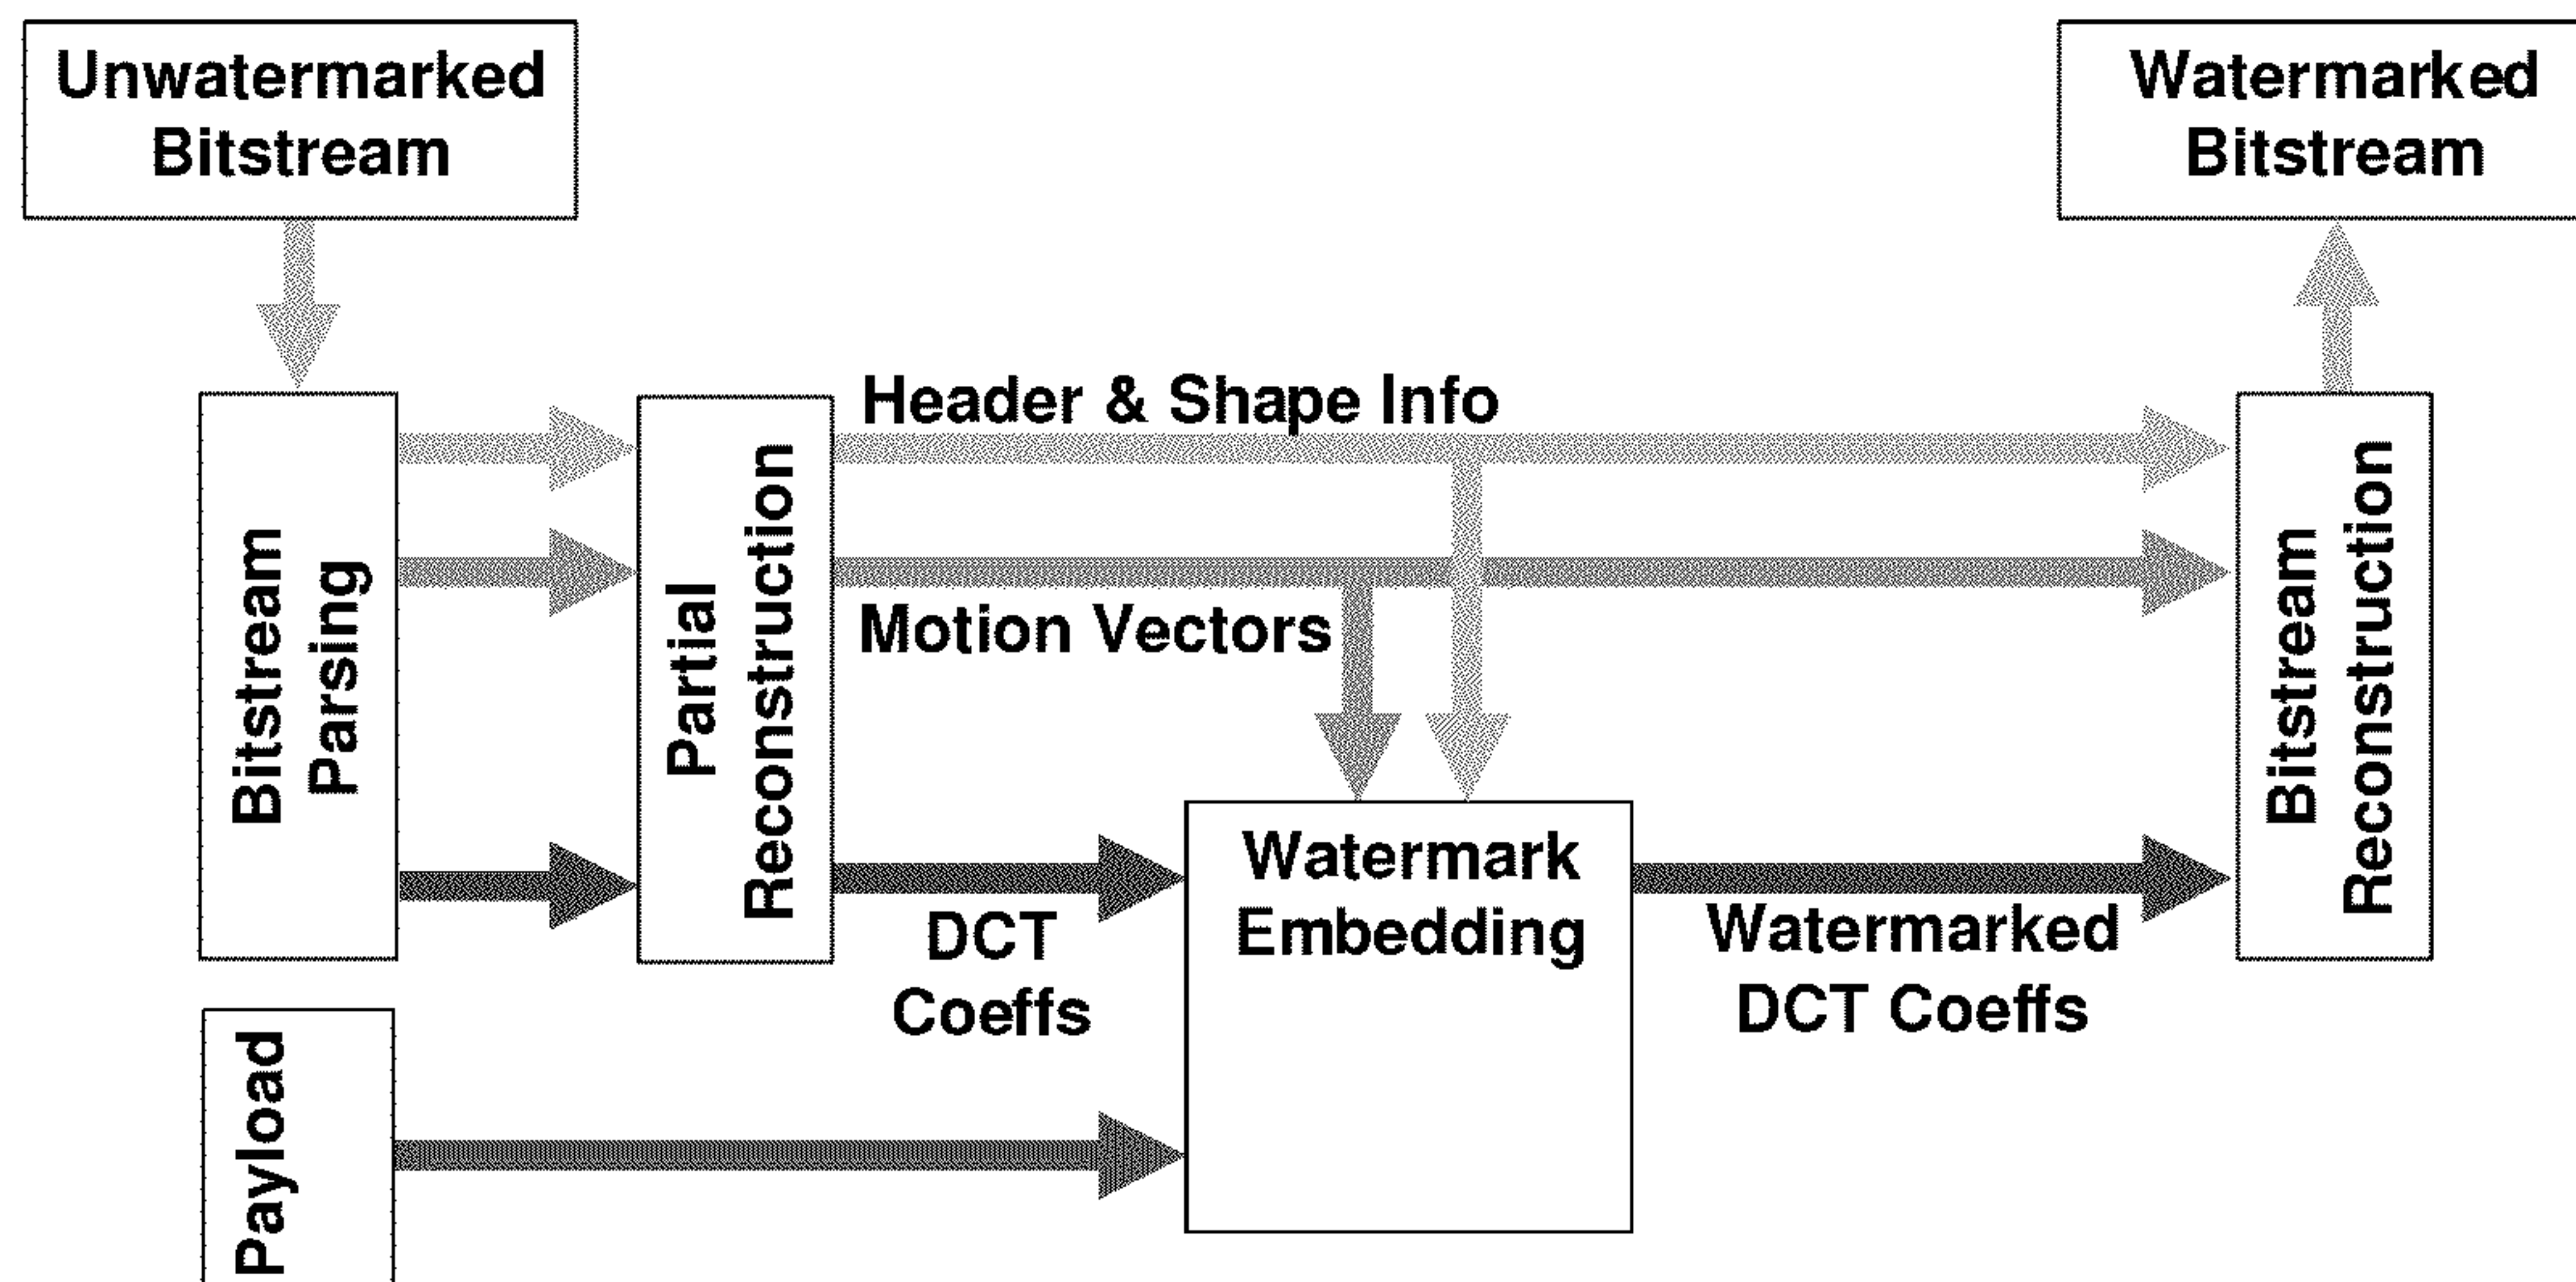 Unwatermarked
Bitstream
Watermarked
Bitstream
Header & Shape Info
Motion Vectors
Bitstream
Parsing
Partial
Reconstruction
DCT
Coeffs
Watermark
Embedding
Watermarked
DCT Coeffs
Bitstream
Reconstruction
Payload